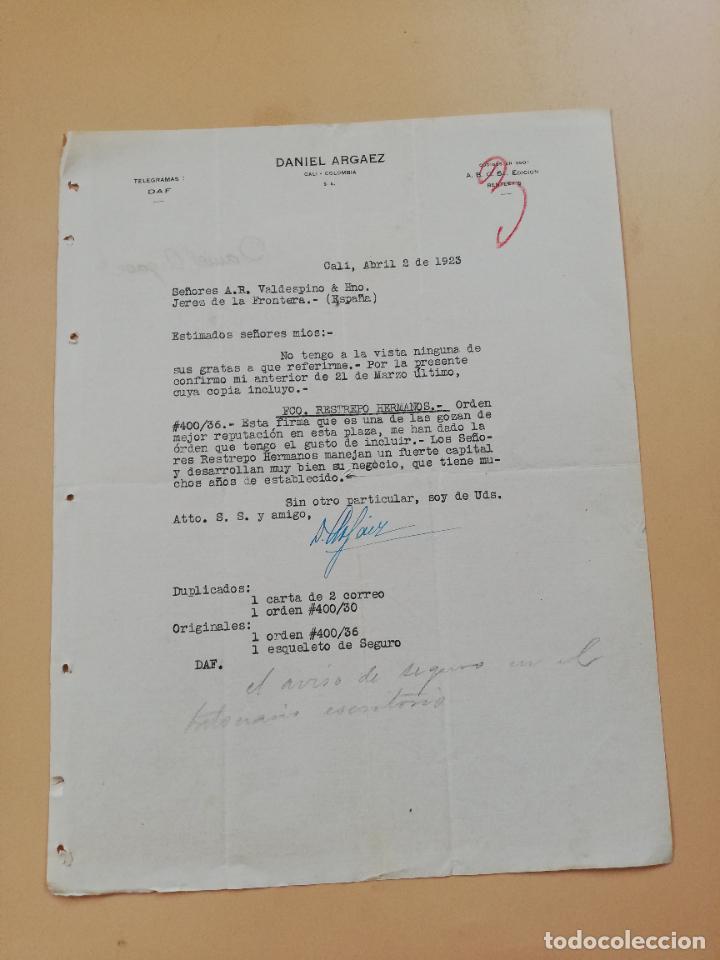 DANIEL ARGAEZ
CALI - COLOMBIA
S. L.
TELEGRAMAS:
DAF
A. B. C. 5a. EDICION
BENTLEY'S
Cali, Abril 2 de 1923
Señores A.R. Valdespino & Hno.
Jerez de la Frontera.- (España)
Estimados señores mios:-
No tengo a la vista ninguna de
sus gratas a que referirme.- Por la presente
confirmo mi anterior de 21 de Marzo último,
cuya copia incluyo.-
FCO. RESTREPO HERMANOS.- Orden
#400/36.- Esta firma que es una de las gozan de
mejor reputación en esta plaza, me han dado la
órden que tengo el gusto de incluir.- Los Seño-
res Restrepo Hermanos manejan un fuerte capital
y desarrollan muy bien su negócio, que tiene mu-
chos años de establecido.-
Sin otro particular, soy de Uds.
Atto. S. S. y amigo,
D. Argáez
Duplicados:
1 carta de 2 correo
1 orden #400/30
Originales:
1 orden #400/36
1 esqueleto de Seguro
DAF.
el aviso de seguro en el
escritorio
todocoleccion